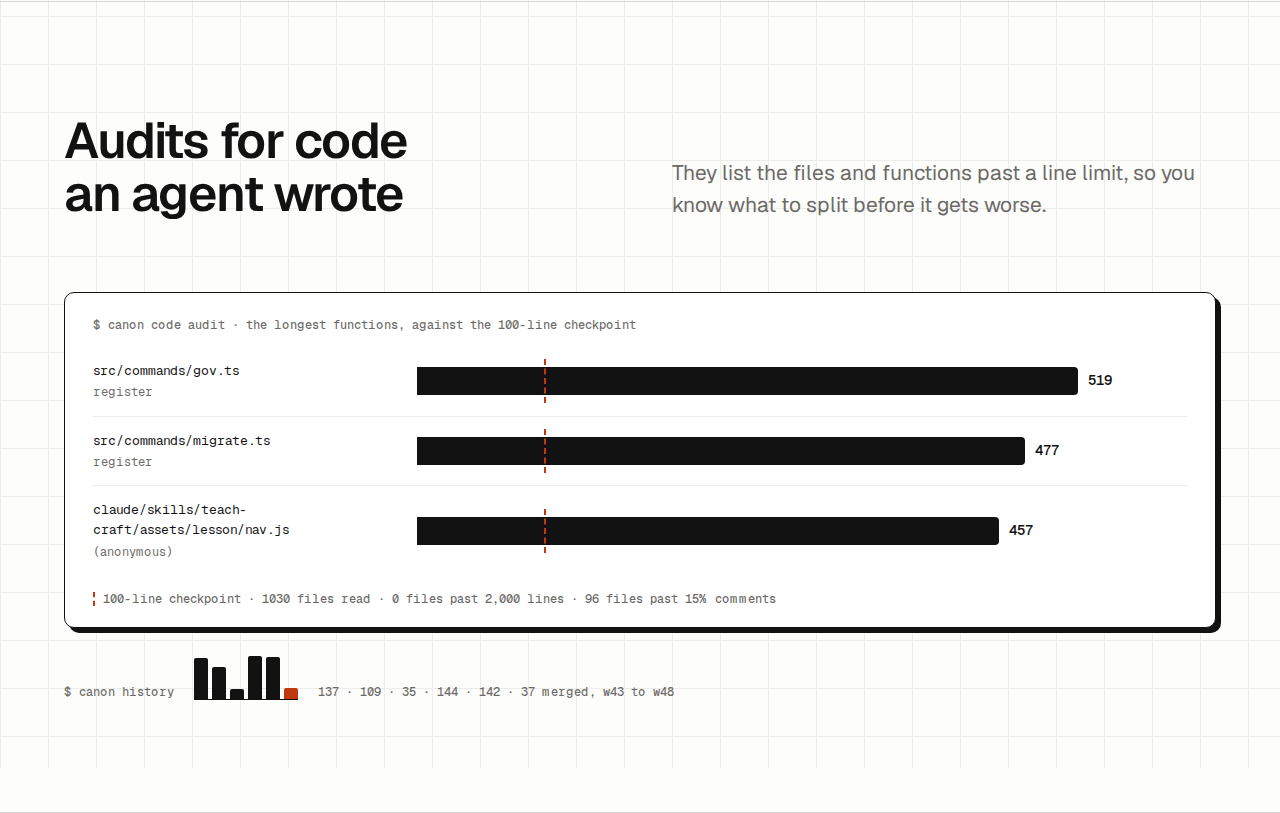 Audits for code
an agent wrote
They list the files and functions past a line limit, so you
know what to split before it gets worse.
$ canon code audit · the longest functions, against the 100-line checkpoint
src/commands/gov.ts
register
519
src/commands/migrate.ts
register
477
claude/skills/teach-
craft/assets/lesson/nav.js
(anonymous)
457
100-line checkpoint · 1030 files read · 0 files past 2,000 lines · 96 files past 15% comments
$ canon history
137 · 109 · 35 · 144 · 142 · 37 merged, w43 to w48